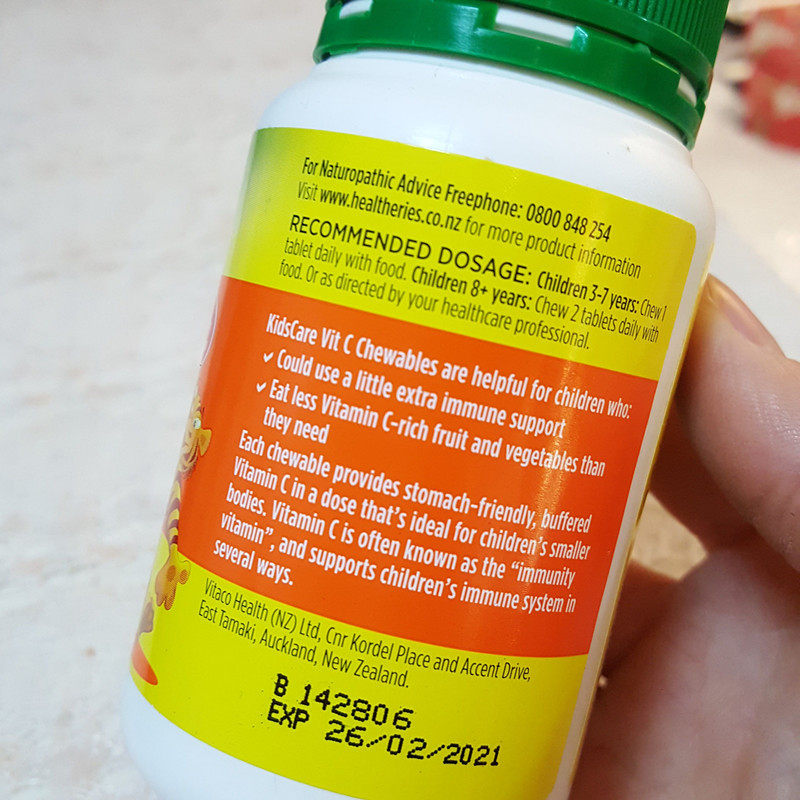 For Naturopathic Advice Freephone: 0800 848 254
Visit www.healtheries.co.nz for more product information
RECOMMENDED DOSAGE: Children 3-7 years: Chew 1
tablet daily with food. Children 8+ years: Chew 2 tablets daily with
food. Or as directed by your healthcare professional.
KidsCare Vit C Chewables are helpful for children who:
✓ Could use a little extra immune support
✓ Eat less Vitamin C-rich fruit and vegetables than
they need
Each chewable provides stomach-friendly, buffered
Vitamin C in a dose that's ideal for children's smaller
bodies. Vitamin C is often known as the "immunity
vitamin", and supports children's immune system in
several ways.
Vitaco Health (NZ) Ltd, Cnr Kordel Place and Accent Drive,
East Tamaki, Auckland, New Zealand.
B 142806
EXP 26/02/2021